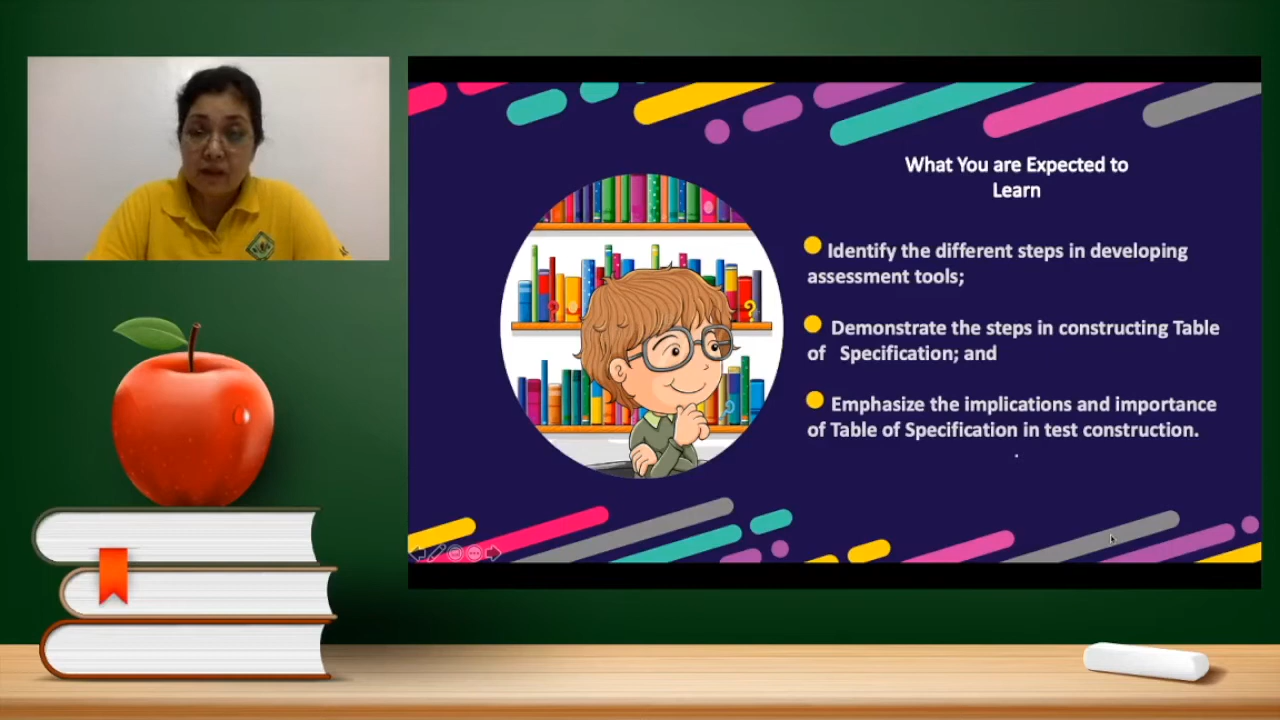 What You are Expected to
Learn
Identify the different steps in developing
assessment tools;
Demonstrate the steps in constructing Table
of Specification; and
Emphasize the implications and importance
of Table of Specification in test construction.
.